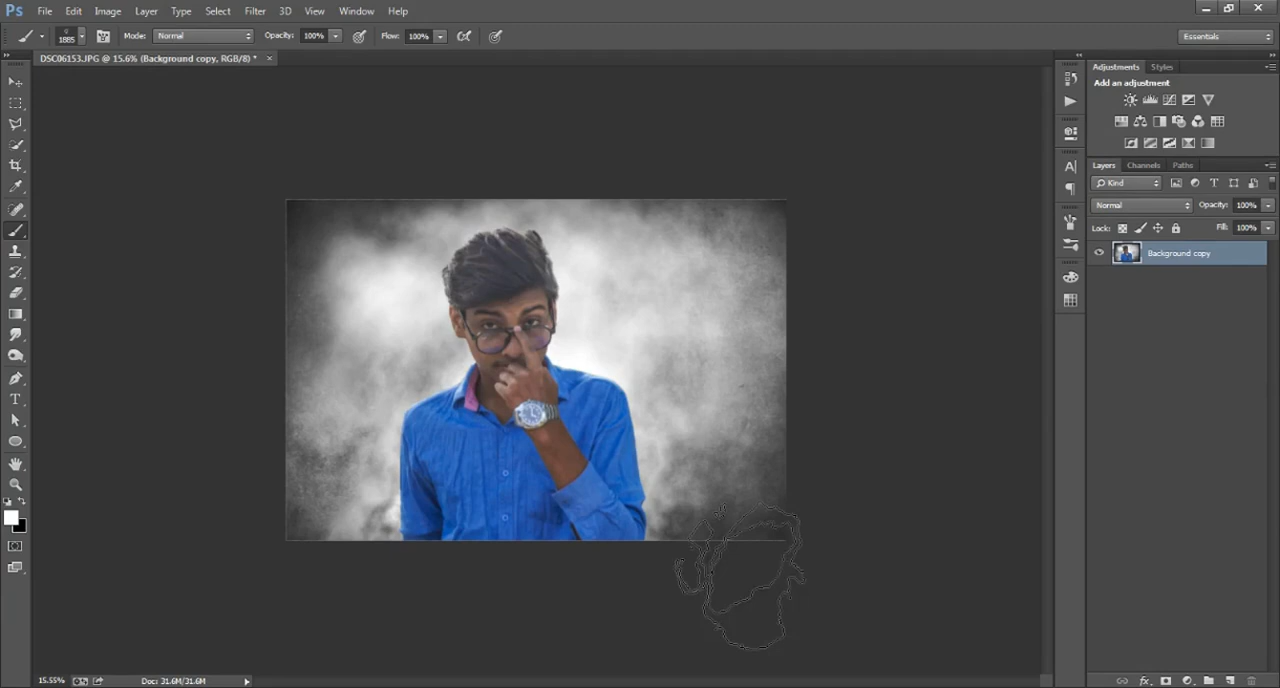 Ps File Edit Image Layer Type Select Filter 3D View Window Help
1885 Mode: Normal Opacity: 100% Flow: 100% Essentials
DSC06153.JPG @ 15.6% (Background copy, RGB/8) * ×
Adjustments Styles
Add an adjustment
Layers Channels Paths
Kind
Normal Opacity: 100%
Lock: Fill: 100%
Background copy
15.55% Doc: 31.6M/31.6M